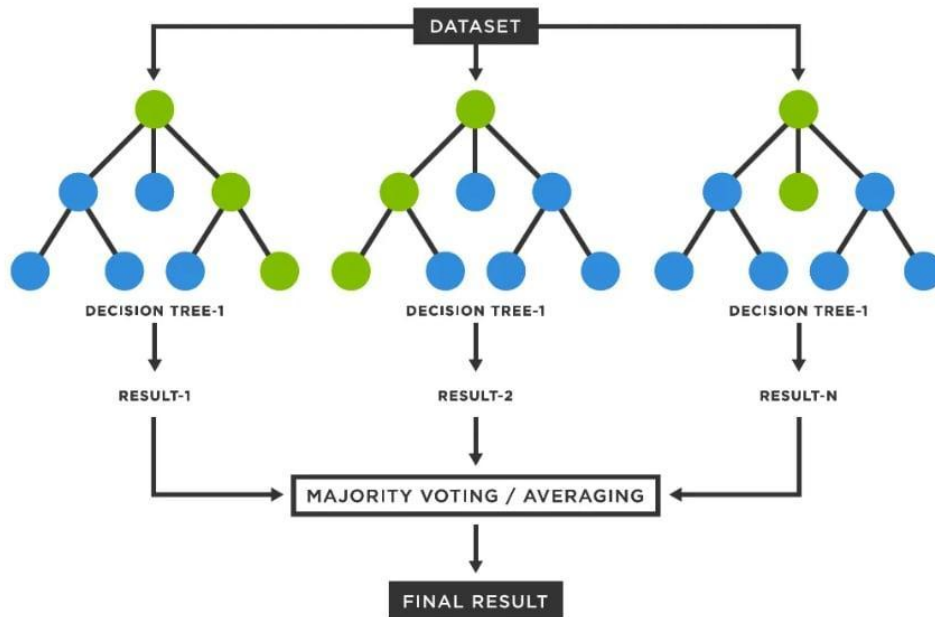 DATASET
DECISION TREE-1
DECISION TREE-1
DECISION TREE-1
RESULT-1
RESULT-2
RESULT-N
MAJORITY VOTING / AVERAGING
FINAL RESULT